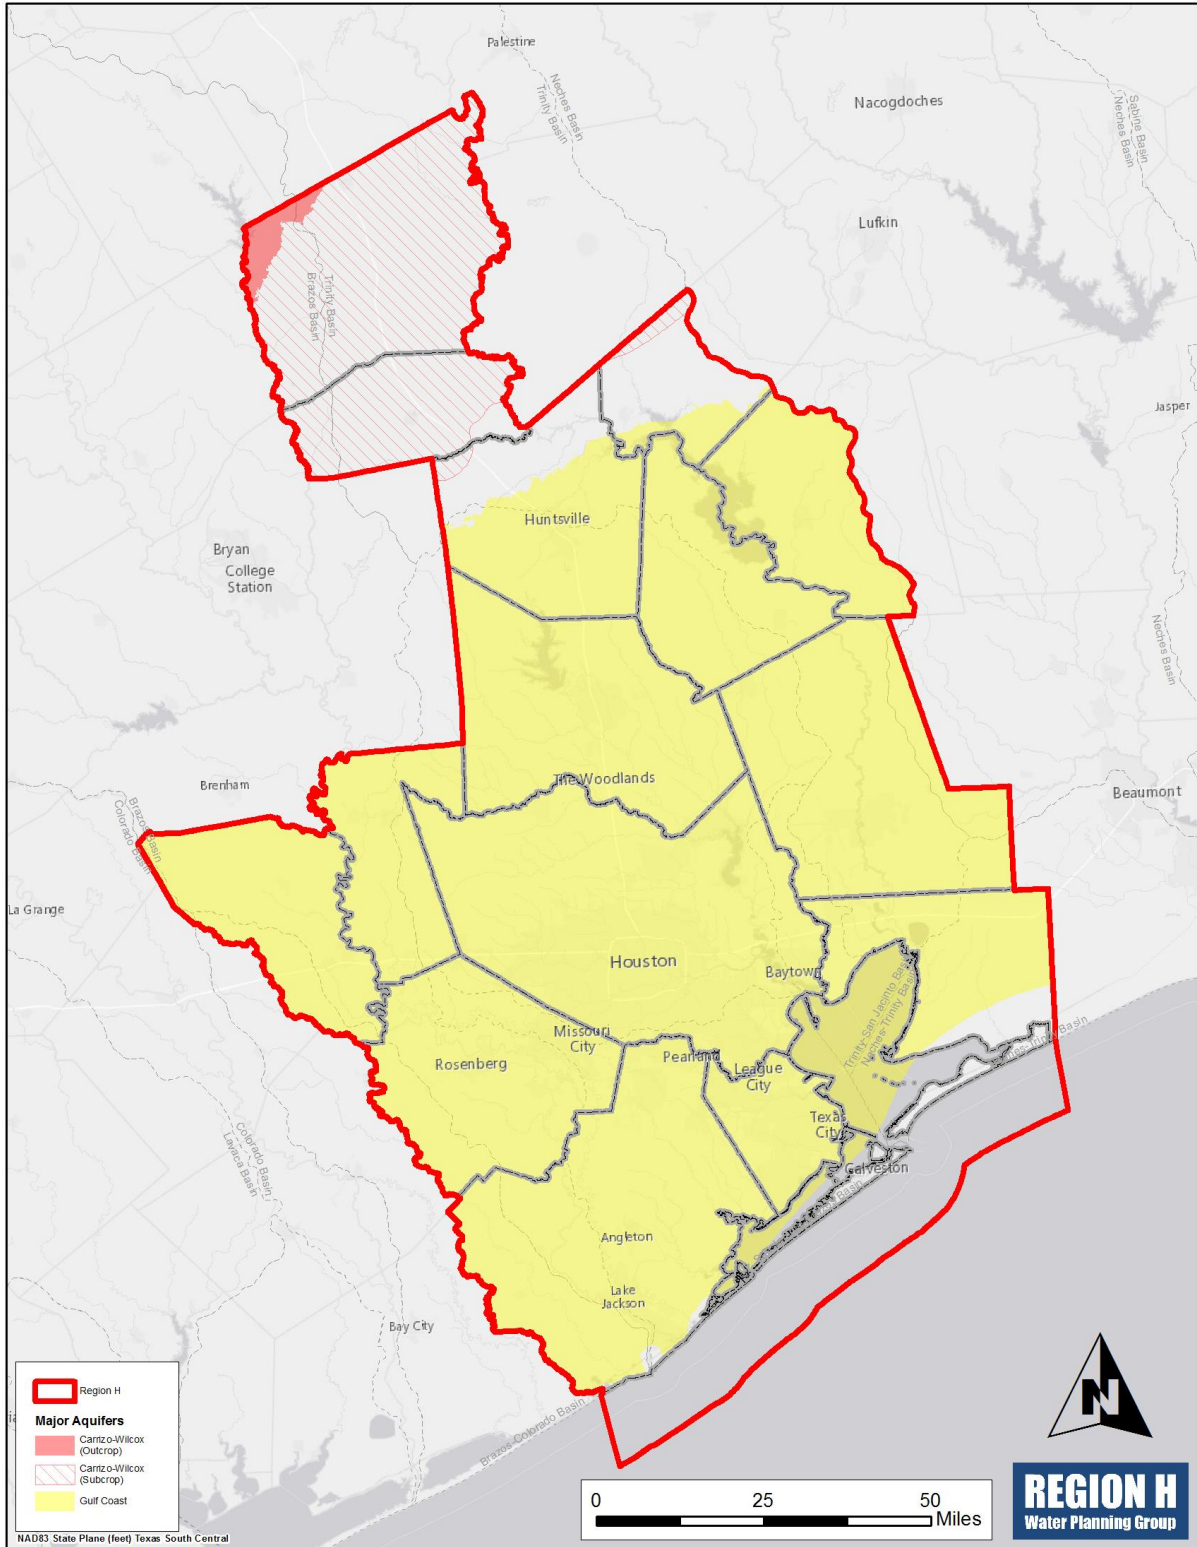 Palestine
Neches Basin
Trinity Basin
Nacogdoches
Sabine Basin
Neches Basin
Lufkin
Trinity Basin
Brazos Basin
Jasper
Huntsville
Bryan
College
Station
Neches Basin
The Woodlands
Brenham
Beaumont
Brazos Basin
Colorado Basin
La Grange
Houston
Baytown
Trinity-San Jacinto Ba
Neches-Trinity Basin
Missouri
City
Pearland
Rosenberg
League
City
Texas
City
Galveston
Colorado Basin
Lavaca Basin
Angleton
Lake
Jackson
Bay City
Brazos-Colorado Basin
Region H
Major Aquifers
Carrizo-Wilcox
(Outcrop)
Carrizo-Wilcox
(Subcrop)
Gulf Coast
NAD83 State Plane (feet) Texas South Central
0 25 50
Miles
N
REGION H
Water Planning Group